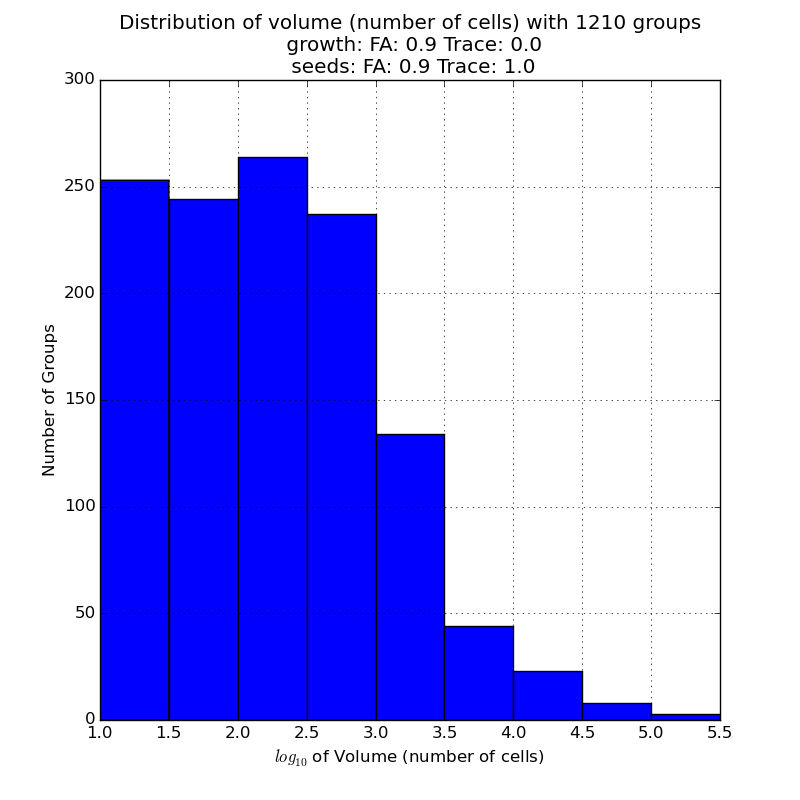 Distribution of volume (number of cells) with 1210 groups
growth: FA: 0.9 Trace: 0.0
seeds: FA: 0.9 Trace: 1.0
300
250
200
150
100
50
0
Number of Groups
1.0 1.5 2.0 2.5 3.0 3.5 4.0 4.5 5.0 5.5
log10 of Volume (number of cells)